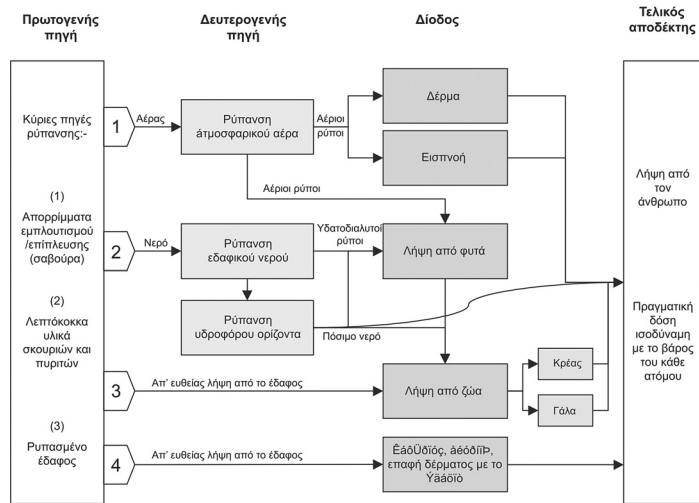 Πρωτογενής
πηγή
Δευτερογενής
πηγή
Δίοδος
Τελικός
αποδέκτης
Κύριες πηγές
ρύπανσης:-
(1)
Απορρίμματα
εμπλουτισμού
/επίπλευσης
(σαβούρα)
(2)
Λεπτόκοκκα
υλικά
σκουριών και
πυριτών
(3)
Ρυπασμένο
έδαφος
1
Αέρας
Ρύπανση
άτμοσφαρικού αέρα
Αέριοι
ρύποι
Δέρμα
Εισπνοή
Αέριοι ρύποι
2
Νερό
Ρύπανση
εδαφικού νερού
Υδατοδιαλυτοί
ρύποι
Λήψη από φυτά
Ρύπανση
υδροφόρου ορίζοντα
Πόσιμο νερό
3
Απ' ευθείας λήψη από το έδαφος
Λήψη από ζώα
Κρέας
Γάλα
4
Απ' ευθείας λήψη από το έδαφος
επαφή δέρματος με το
Λήψη από
τον
άνθρωπο
Πραγματική
δόση
ισοδύναμη
με το βάρος
του κάθε
ατόμου